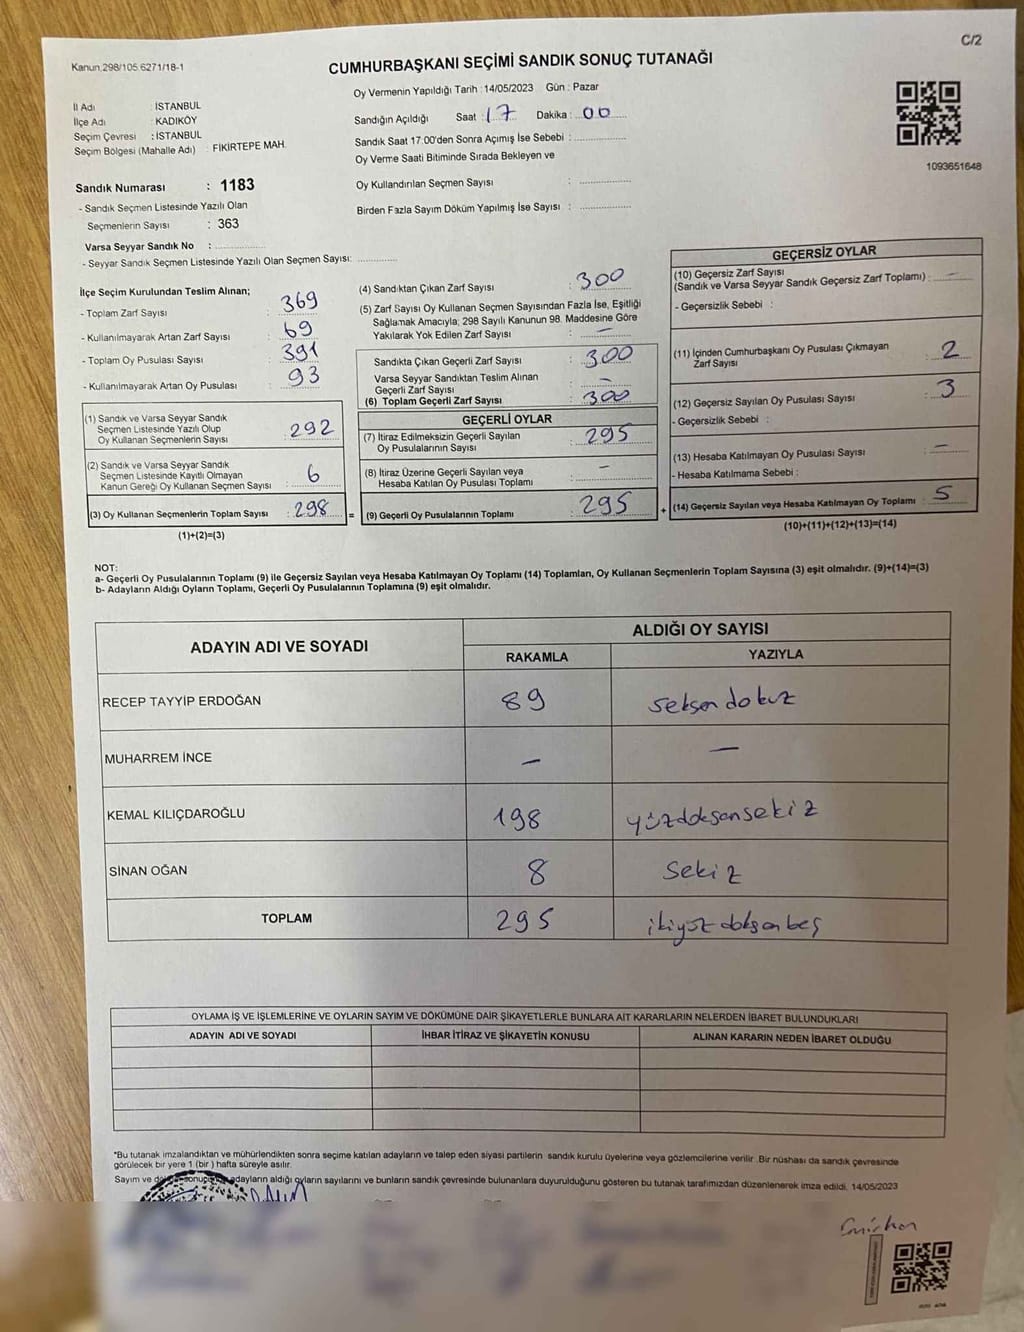 C/2
Kanun 298/105.6271/18-1
CUMHURBAŞKANI SEÇİMİ SANDIK SONUÇ TUTANAĞI
Oy Vermenin Yapıldığı Tarih : 14/05/2023 Gün : Pazar
İl Adı : İSTANBUL
İlçe Adı : KADIKÖY
Seçim Çevresi : İSTANBUL
Seçim Bölgesi (Mahalle Adı) : FİKİRTEPE MAH.
Sandığın Açıldığı Saat : 17 Dakika : 00
Sandık Saat 17.00'den Sonra Açımış İse Sebebi :
Oy Verme Saati Bitiminde Sırada Bekleyen ve
Oy Kullandırılan Seçmen Sayısı :
Birden Fazla Sayım Döküm Yapılmış İse Sayısı :
1093651648
Sandık Numarası : 1183
- Sandık Seçmen Listesinde Yazılı Olan
Seçmenlerin Sayısı : 363
Varsa Seyyar Sandık No :
- Seyyar Sandık Seçmen Listesinde Yazılı Olan Seçmen Sayısı:
İlçe Seçim Kurulundan Teslim Alınan;
- Toplam Zarf Sayısı : 369
- Kullanılmayarak Artan Zarf Sayısı : 69
- Toplam Oy Pusulası Sayısı : 391
- Kullanılmayarak Artan Oy Pusulası : 93
(1) Sandık ve Varsa Seyyar Sandık
Seçmen Listesinde Yazılı Olup
Oy Kullanan Seçmenlerin Sayısı : 292
(2) Sandık ve Varsa Seyyar Sandık
Seçmen Listesinde Kayıtlı Olmayan
Kanun Gereği Oy Kullanan Seçmen Sayısı : 6
(3) Oy Kullanan Seçmenlerin Toplam Sayısı : 298
(1)+(2)=(3)
=
(4) Sandıktan Çıkan Zarf Sayısı : 300
(5) Zarf Sayısı Oy Kullanan Seçmen Sayısından Fazla İse, Eşitliği
Sağlamak Amacıyla; 298 Sayılı Kanunun 98. Maddesine Göre
Yakılarak Yok Edilen Zarf Sayısı : —
Sandıkta Çıkan Geçerli Zarf Sayısı : 300
Varsa Seyyar Sandıktan Teslim Alınan
Geçerli Zarf Sayısı : —
(6) Toplam Geçerli Zarf Sayısı : 300
GEÇERLİ OYLAR
(7) İtiraz Edilmeksizin Geçerli Sayılan
Oy Pusulalarının Sayısı : 295
(8) İtiraz Üzerine Geçerli Sayılan veya
Hesaba Katılan Oy Pusulası Toplamı : —
(9) Geçerli Oy Pusulalarının Toplamı : 295
+
GEÇERSİZ OYLAR
(10) Geçersiz Zarf Sayısı
(Sandık ve Varsa Seyyar Sandık Geçersiz Zarf Toplamı) : —
- Geçersizlik Sebebi :
(11) İçinden Cumhurbaşkanı Oy Pusulası Çıkmayan
Zarf Sayısı : 2
(12) Geçersiz Sayılan Oy Pusulası Sayısı : 3
- Geçersizlik Sebebi :
(13) Hesaba Katılmayan Oy Pusulası Sayısı : —
- Hesaba Katılmama Sebebi :
(14) Geçersiz Sayılan veya Hesaba Katılmayan Oy Toplamı : 5
(10)+(11)+(12)+(13)=(14)
NOT:
a- Geçerli Oy Pusulalarının Toplamı (9) ile Geçersiz Sayılan veya Hesaba Katılmayan Oy Toplamı (14) Toplamları, Oy Kullanan Seçmenlerin Toplam Sayısına (3) eşit olmalıdır. (9)+(14)=(3)
b- Adayların Aldığı Oyların Toplamı, Geçerli Oy Pusulalarının Toplamına (9) eşit olmalıdır.
ADAYIN ADI VE SOYADI
ALDIĞI OY SAYISI
RAKAMLA YAZIYLA
RECEP TAYYİP ERDOĞAN 89 seksen dokuz
MUHARREM İNCE — —
KEMAL KILIÇDAROĞLU 198 yüzdoksansekiz
SİNAN OĞAN 8 sekiz
TOPLAM 295 ikiyüzdoksanbeş
OYLAMA İŞ VE İŞLEMLERİNE VE OYLARIN SAYIM VE DÖKÜMÜNE DAİR ŞİKAYETLERLE BUNLARA AİT KARARLARIN NELERDEN İBARET BULUNDUKLARI
ADAYIN ADI VE SOYADI İHBAR İTİRAZ VE ŞİKAYETİN KONUSU ALINAN KARARIN NEDEN İBARET OLDUĞU
*Bu tutanak imzalandıktan ve mühürlendikten sonra seçime katılan adayların ve talep eden siyasi partilerin sandık kurulu üyelerine veya gözlemcilerine verilir .Bir nüshası da sandık çevresinde
görülecek bir yere 1 (bir ) hafta süreyle asılır.
Sayım ve adayların aldığı oyların sayılarını ve bunların sandık çevresinde bulunanlara duyurulduğunu gösteren bu tutanak tarafımızdan düzenlenerek imza edildi. 14/05/2023